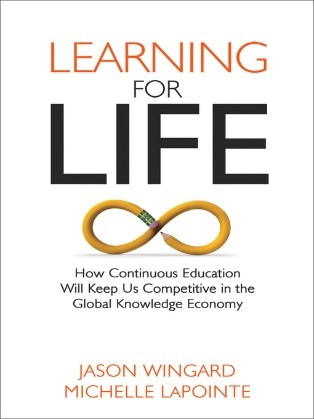 LEARNING
FOR
LIFE
How Continuous Education
Will Keep Us Competitive in the
Global Knowledge Economy
JASON WINGARD
MICHELLE LAPOINTE